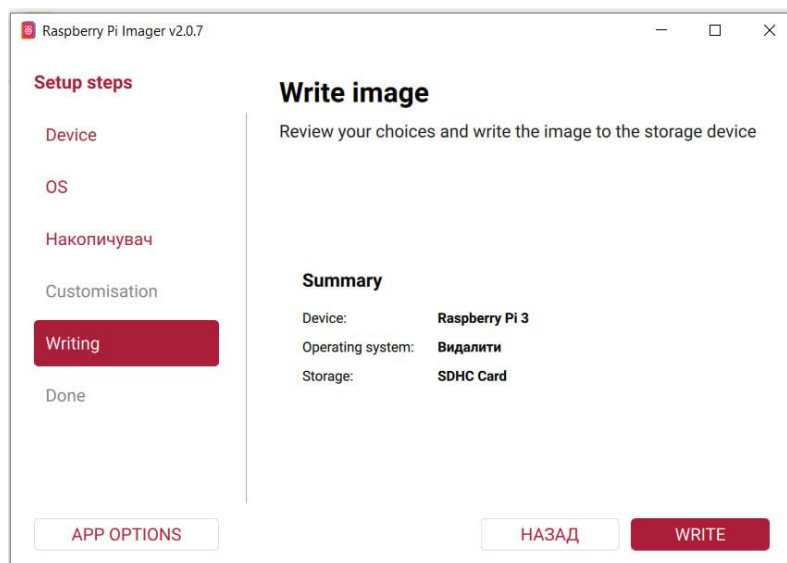 Raspberry Pi Imager v2.0.7
Setup steps
Device
OS
Накопичувач
Customisation
Writing
Done
APP OPTIONS
Write image
Review your choices and write the image to the storage device
Summary
Device: Raspberry Pi 3
Operating system: Видалити
Storage: SDHC Card
НАЗАД
WRITE